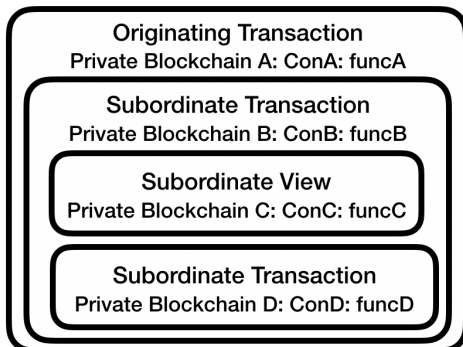 Originating Transaction
Private Blockchain A: ConA: funcA
Subordinate Transaction
Private Blockchain B: ConB: funcB
Subordinate View
Private Blockchain C: ConC: funcC
Subordinate Transaction
Private Blockchain D: ConD: funcD